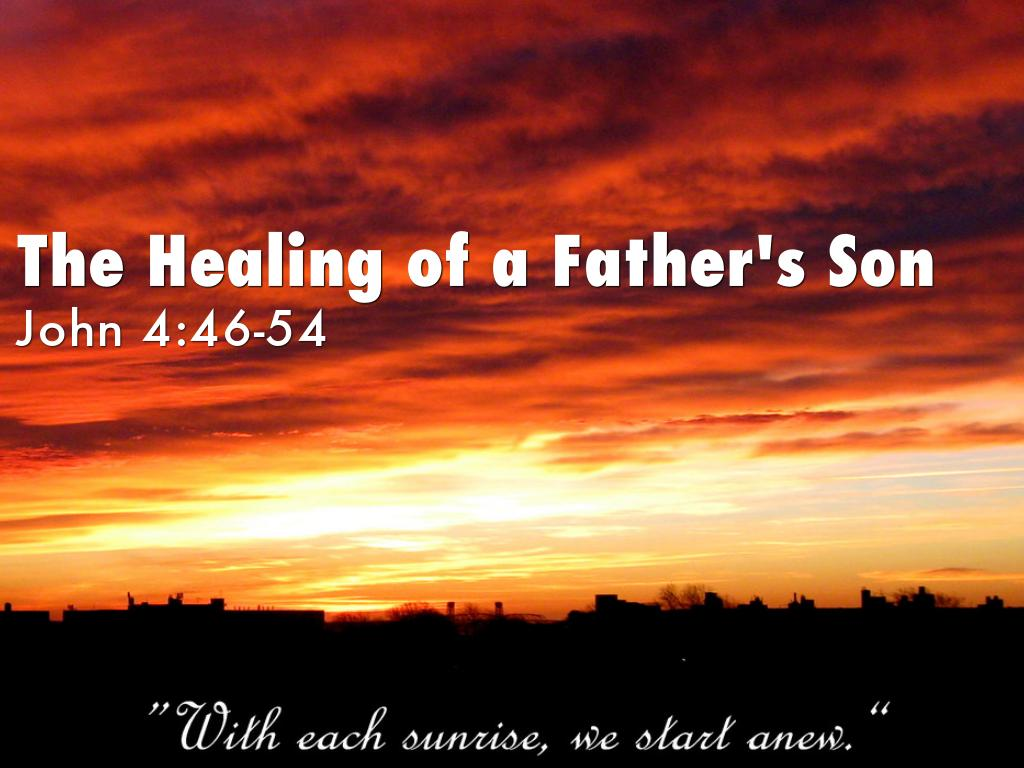 The Healing of a Father's Son
John 4:46-54
”With each sunrise, we start anew.“